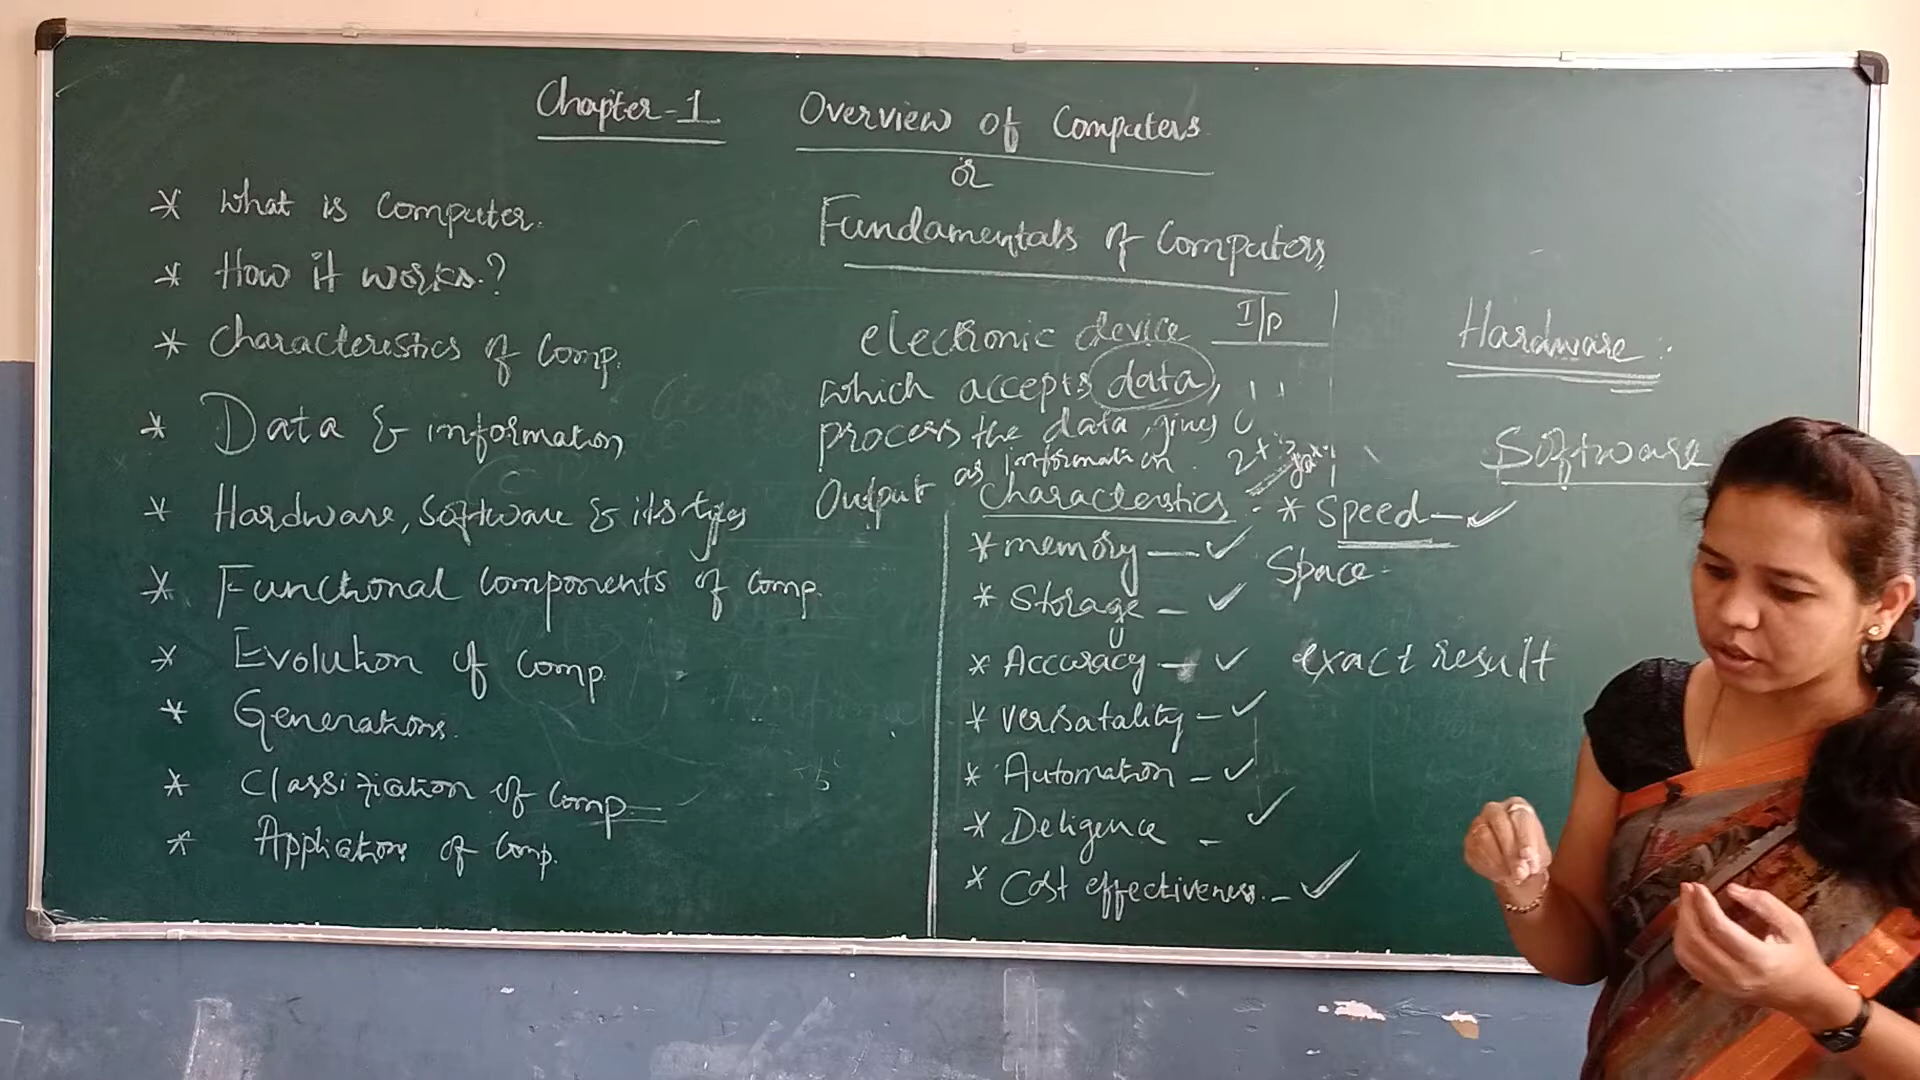 Chapter-1 Overview of Computers
or
Fundamentals of Computers
* What is Computer.
* How it works.?
* Characteristics of Comp.
* Data & information
* Hardware, Software & its types
* Functional Components of Comp.
* Evolution of Comp
* Generations.
* Classification of Comp.
* Applications of Comp.
electronic device I/P
which accepts data,
process the data, gives
Output as information.
Characteristics
* Speed - ✓
* memory - ✓
Space
* Storage - ✓
* Accuracy - ✓ exact result
* versatality - ✓
* Automation - ✓
* Deligence - ✓
* Cost effectiveness. - ✓
Hardware :
Software